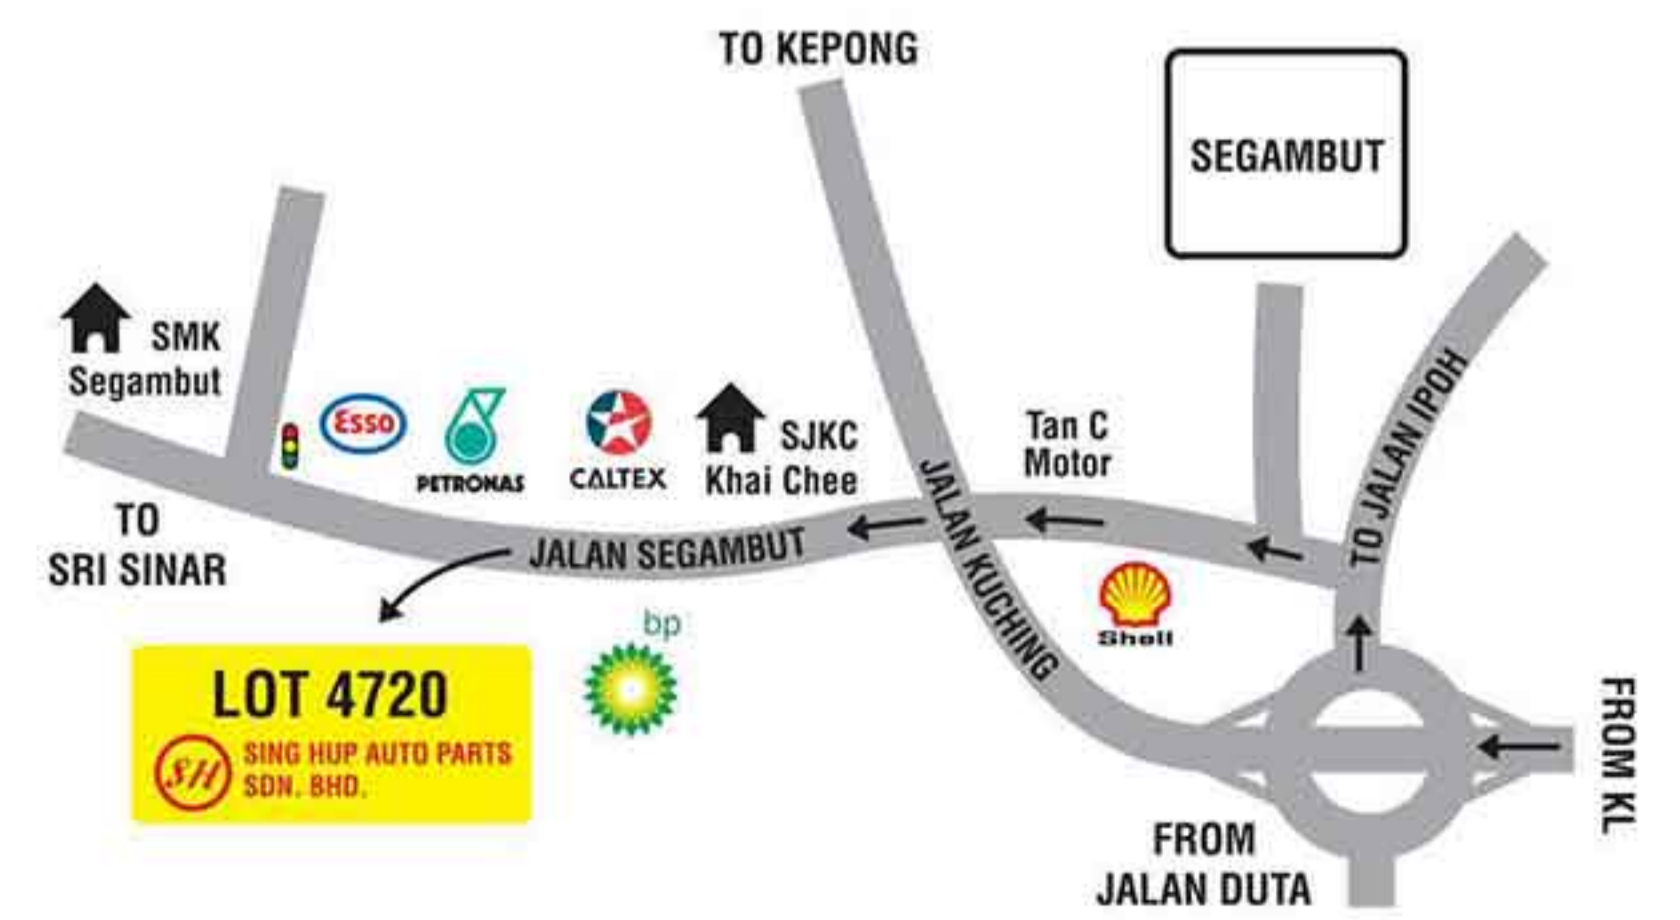 TO KEPONG
SEGAMBUT
SMK
Segambut
Esso
PETRONAS
CALTEX
SJKC
Khai Chee
Tan C
Motor
TO JALAN IPOH
JALAN KUCHING
JALAN SEGAMBUT
TO
SRI SINAR
Shell
bp
LOT 4720
SH
SING HUP AUTO PARTS
SDN. BHD.
FROM KL
FROM
JALAN DUTA